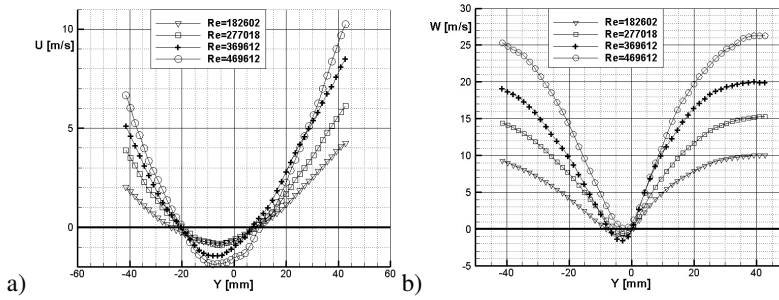 a)
U
[m/s]
10
5
0
-60 -40 -20 0 20 40 60
Y [mm]
Re=182602
Re=277018
Re=369612
Re=469612
b)
W
[m/s]
30
25
20
15
10
5
0
-5
-40 -20 0 20 40
Y [mm]
Re=182602
Re=277018
Re=369612
Re=469612